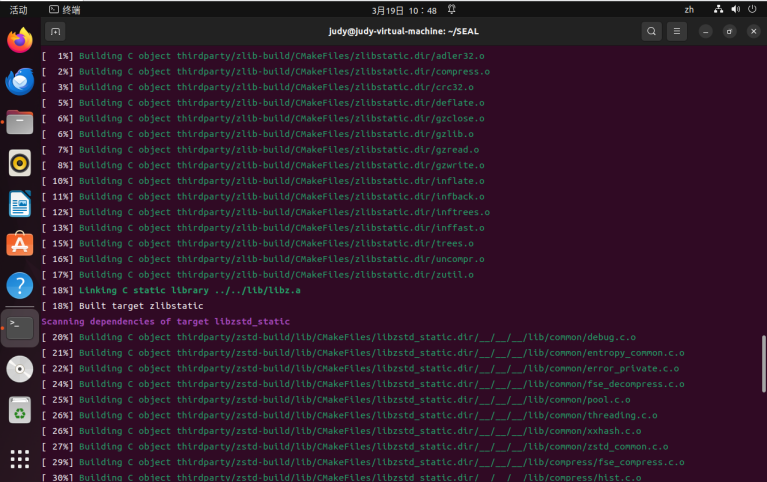 活动 终端 3月19日 10：48 zh
judy@judy-virtual-machine: ~/SEAL
[  1%] Building C object thirdparty/zlib-build/CMakeFiles/zlibstatic.dir/adler32.o
[  2%] Building C object thirdparty/zlib-build/CMakeFiles/zlibstatic.dir/compress.o
[  3%] Building C object thirdparty/zlib-build/CMakeFiles/zlibstatic.dir/crc32.o
[  5%] Building C object thirdparty/zlib-build/CMakeFiles/zlibstatic.dir/deflate.o
[  6%] Building C object thirdparty/zlib-build/CMakeFiles/zlibstatic.dir/gzclose.o
[  6%] Building C object thirdparty/zlib-build/CMakeFiles/zlibstatic.dir/gzlib.o
[  7%] Building C object thirdparty/zlib-build/CMakeFiles/zlibstatic.dir/gzread.o
[  8%] Building C object thirdparty/zlib-build/CMakeFiles/zlibstatic.dir/gzwrite.o
[ 10%] Building C object thirdparty/zlib-build/CMakeFiles/zlibstatic.dir/inflate.o
[ 11%] Building C object thirdparty/zlib-build/CMakeFiles/zlibstatic.dir/infback.o
[ 12%] Building C object thirdparty/zlib-build/CMakeFiles/zlibstatic.dir/inftrees.o
[ 13%] Building C object thirdparty/zlib-build/CMakeFiles/zlibstatic.dir/inffast.o
[ 15%] Building C object thirdparty/zlib-build/CMakeFiles/zlibstatic.dir/trees.o
[ 16%] Building C object thirdparty/zlib-build/CMakeFiles/zlibstatic.dir/uncompr.o
[ 17%] Building C object thirdparty/zlib-build/CMakeFiles/zlibstatic.dir/zutil.o
[ 18%] Linking C static library ../../lib/libz.a
[ 18%] Built target zlibstatic
Scanning dependencies of target libzstd_static
[ 20%] Building C object thirdparty/zstd-build/lib/CMakeFiles/libzstd_static.dir/__/__/__/lib/common/debug.c.o
[ 21%] Building C object thirdparty/zstd-build/lib/CMakeFiles/libzstd_static.dir/__/__/__/lib/common/entropy_common.c.o
[ 22%] Building C object thirdparty/zstd-build/lib/CMakeFiles/libzstd_static.dir/__/__/__/lib/common/error_private.c.o
[ 24%] Building C object thirdparty/zstd-build/lib/CMakeFiles/libzstd_static.dir/__/__/__/lib/common/fse_decompress.c.o
[ 25%] Building C object thirdparty/zstd-build/lib/CMakeFiles/libzstd_static.dir/__/__/__/lib/common/pool.c.o
[ 26%] Building C object thirdparty/zstd-build/lib/CMakeFiles/libzstd_static.dir/__/__/__/lib/common/threading.c.o
[ 26%] Building C object thirdparty/zstd-build/lib/CMakeFiles/libzstd_static.dir/__/__/__/lib/common/xxhash.c.o
[ 27%] Building C object thirdparty/zstd-build/lib/CMakeFiles/libzstd_static.dir/__/__/__/lib/common/zstd_common.c.o
[ 29%] Building C object thirdparty/zstd-build/lib/CMakeFiles/libzstd_static.dir/__/__/__/lib/compress/fse_compress.c.o
[ 30%] Building C object thirdparty/zstd-build/lib/CMakeFiles/libzstd_static.dir/__/__/__/lib/compress/hist.c.o